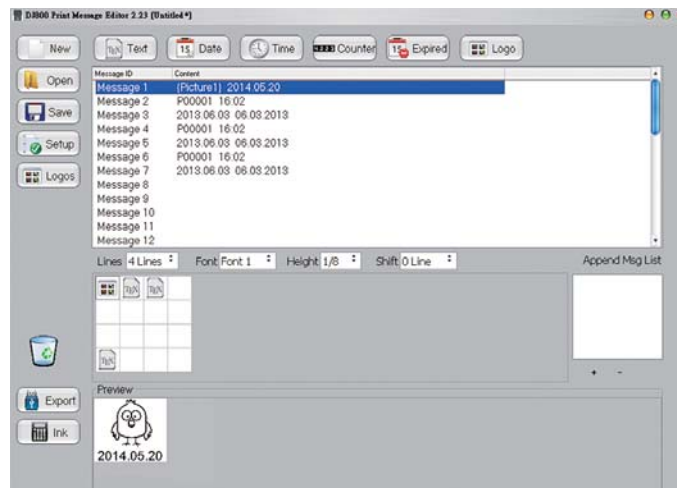 DJ800 Print Message Editor 2.23 [Untitled*]
New Text Date Time Counter Expired Logo
Open
Save
Setup
Logos
Message ID Content
Message 1 (Picture1) 2014.05.20
Message 2 P00001 16:02
Message 3 2013.06.03 06.03.2013
Message 4 P00001 16:02
Message 5 2013.06.03 06.03.2013
Message 6 P00001 16:02
Message 7 2013.06.03 06.03.2013
Message 8
Message 9
Message 10
Message 11
Message 12
Lines 4 Lines Font Font 1 Height 1/8 Shift 0 Line Append Msg List
+ -
Export
Ink
Preview
2014.05.20